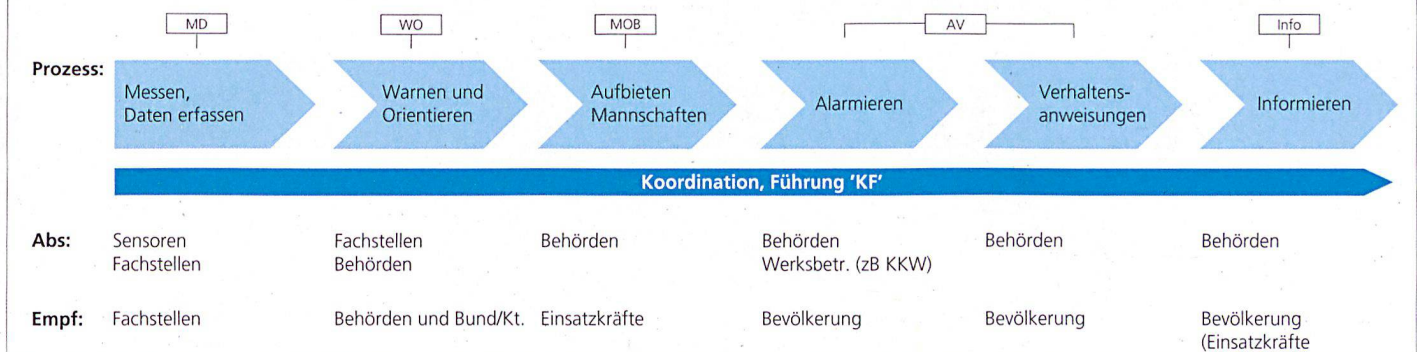 MD
WO
MOB
AV
Info
Prozess:
Messen,
Daten erfassen
Warnen und
Orientieren
Aufbieten
Mannschaften
Alarmieren
Verhaltens-
anweisungen
Informieren
Koordination, Führung 'KF'
Abs:
Sensoren
Fachstellen
Fachstellen
Behörden
Behörden
Behörden
Werksbetr. (zB KKW)
Behörden
Behörden
Empf:
Fachstellen
Behörden und Bund/Kt.
Einsatzkräfte
Bevölkerung
Bevölkerung
Bevölkerung
(Einsatzkräfte